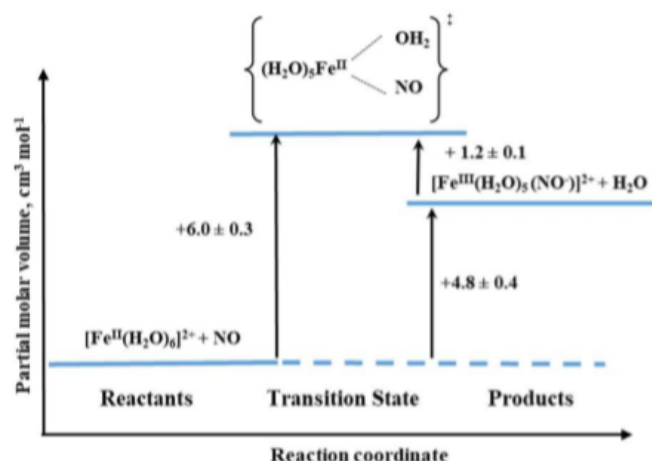 ‡
OH₂
(H₂O)₅Feᴵᴵ
NO
+ 1.2 ± 0.1
[Feᴵᴵᴵ(H₂O)₅(NO⁻)]²⁺ + H₂O
+6.0 ± 0.3
+4.8 ± 0.4
[Feᴵᴵ(H₂O)₆]²⁺ + NO
Reactants Transition State Products
Reaction coordinate
Partial molar volume, cm³ mol⁻¹